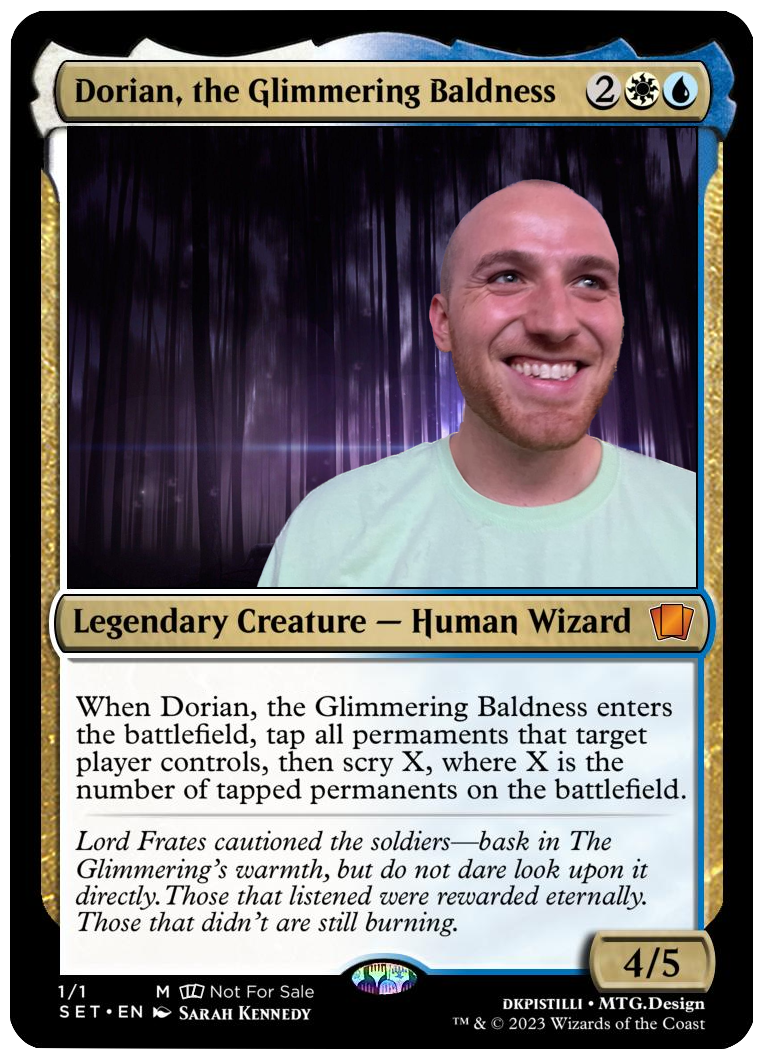 Dorian, the Glimmering Baldness 2
Legendary Creature — Human Wizard
When Dorian, the Glimmering Baldness enters
the battlefield, tap all permaments that target
player controls, then scry X, where X is the
number of tapped permanents on the battlefield.
Lord Frates cautioned the soldiers—bask in The
Glimmering's warmth, but do not dare look upon it
directly. Those that listened were rewarded eternally.
Those that didn't are still burning.
4/5
1/1 M Not For Sale
SET • EN Sarah Kennedy
DKPISTILLI • MTG.Design
™ & © 2023 Wizards of the Coast